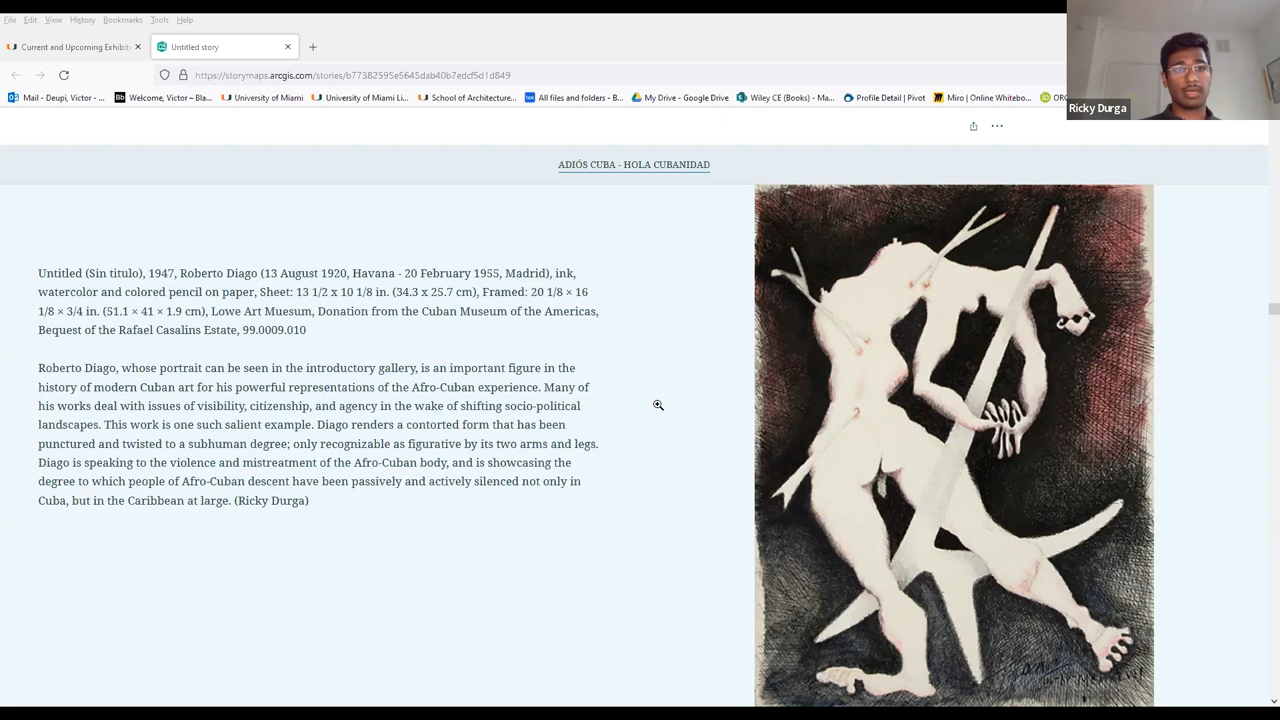 File Edit View History Bookmarks Tools Help
Current and Upcoming Exhibiti
Untitled story
https://storymaps.arcgis.com/stories/b77382595e5645dab40b7edcf5d1d849
Mail - Deupi, Victor - ... Welcome, Victor – Bla... University of Miami University of Miami Li... School of Architecture... All files and folders - B... My Drive - Google Drive Wiley CE (Books) - Ma... Profile Detail | Pivot Miro | Online Whitebo... ORC
Ricky Durga
ADIÓS CUBA - HOLA CUBANIDAD
Untitled (Sin titulo), 1947, Roberto Diago (13 August 1920, Havana - 20 February 1955, Madrid), ink,
watercolor and colored pencil on paper, Sheet: 13 1/2 x 10 1/8 in. (34.3 x 25.7 cm), Framed: 20 1/8 × 16
1/8 × 3/4 in. (51.1 × 41 × 1.9 cm), Lowe Art Muesum, Donation from the Cuban Museum of the Americas,
Bequest of the Rafael Casalins Estate, 99.0009.010
Roberto Diago, whose portrait can be seen in the introductory gallery, is an important figure in the
history of modern Cuban art for his powerful representations of the Afro-Cuban experience. Many of
his works deal with issues of visibility, citizenship, and agency in the wake of shifting socio-political
landscapes. This work is one such salient example. Diago renders a contorted form that has been
punctured and twisted to a subhuman degree; only recognizable as figurative by its two arms and legs.
Diago is speaking to the violence and mistreatment of the Afro-Cuban body, and is showcasing the
degree to which people of Afro-Cuban descent have been passively and actively silenced not only in
Cuba, but in the Caribbean at large. (Ricky Durga)